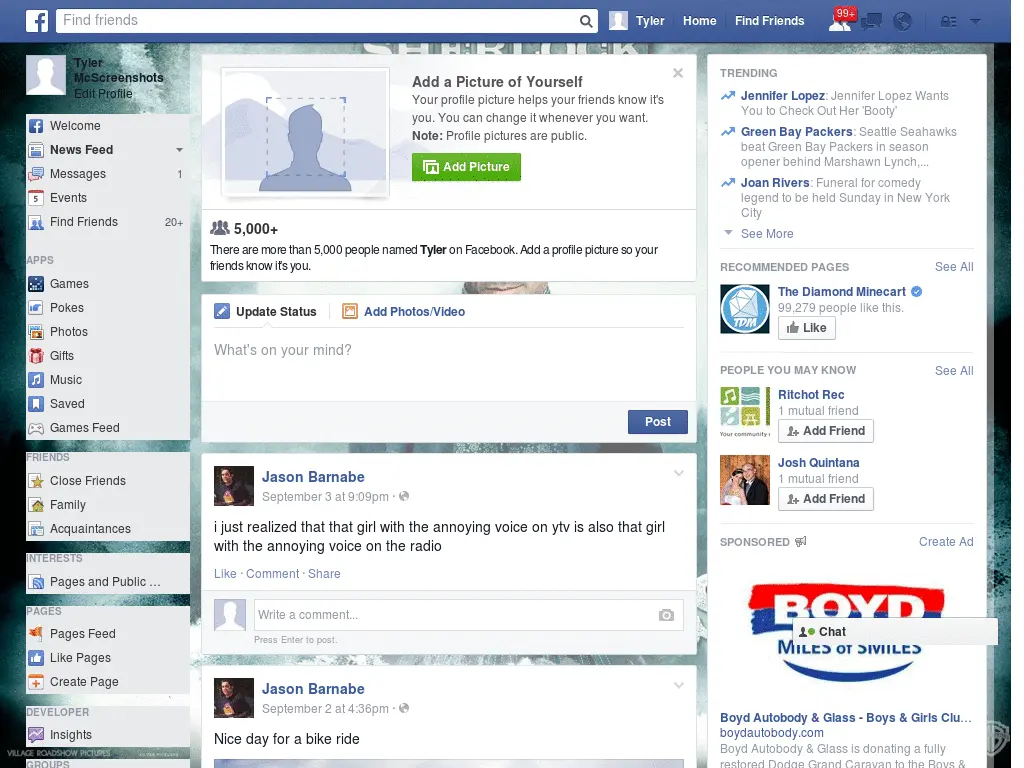 Find friends
Tyler
Home
Find Friends
99+
SHERLOCK
Tyler
McScreenshots
Edit Profile
Welcome
News Feed
Messages
1
Events
5
Find Friends
20+
APPS
Games
Pokes
Photos
Gifts
Music
Saved
Games Feed
FRIENDS
Close Friends
Family
Acquaintances
INTERESTS
Pages and Public ...
PAGES
Pages Feed
Like Pages
Create Page
DEVELOPER
Insights
VILLAGE ROADSHOW PICTURES
GROUPS
Add a Picture of Yourself
Your profile picture helps your friends know it's
you. You can change it whenever you want.
Note: Profile pictures are public.
Add Picture
5,000+
There are more than 5,000 people named Tyler on Facebook. Add a profile picture so your
friends know it's you.
Update Status
Add Photos/Video
What's on your mind?
Post
Jason Barnabe
September 3 at 9:09pm ·
i just realized that that girl with the annoying voice on ytv is also that girl
with the annoying voice on the radio
Like · Comment · Share
Write a comment...
Press Enter to post.
Jason Barnabe
September 2 at 4:36pm ·
Nice day for a bike ride
TRENDING
Jennifer Lopez: Jennifer Lopez Wants
You to Check Out Her 'Booty'
Green Bay Packers: Seattle Seahawks
beat Green Bay Packers in season
opener behind Marshawn Lynch,...
Joan Rivers: Funeral for comedy
legend to be held Sunday in New York
City
See More
RECOMMENDED PAGES
See All
TDM
The Diamond Minecart
99,279 people like this.
Like
PEOPLE YOU MAY KNOW
See All
Your community
Ritchot Rec
1 mutual friend
Add Friend
Josh Quintana
1 mutual friend
Add Friend
SPONSORED
Create Ad
BOYD
Chat
MILES of SMILES
Boyd Autobody & Glass - Boys & Girls Clu...
boydautobody.com
Boyd Autobody & Glass is donating a fully
restored Dodge Grand Caravan to the Boys &